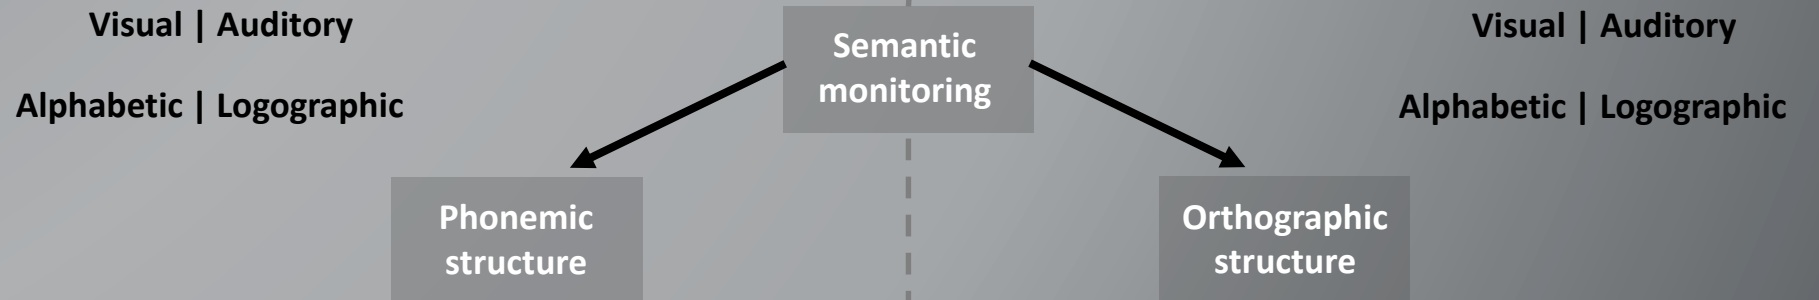 Visual | Auditory
Alphabetic | Logographic
Semantic
monitoring
Visual | Auditory
Alphabetic | Logographic
Phonemic
structure
Orthographic
structure